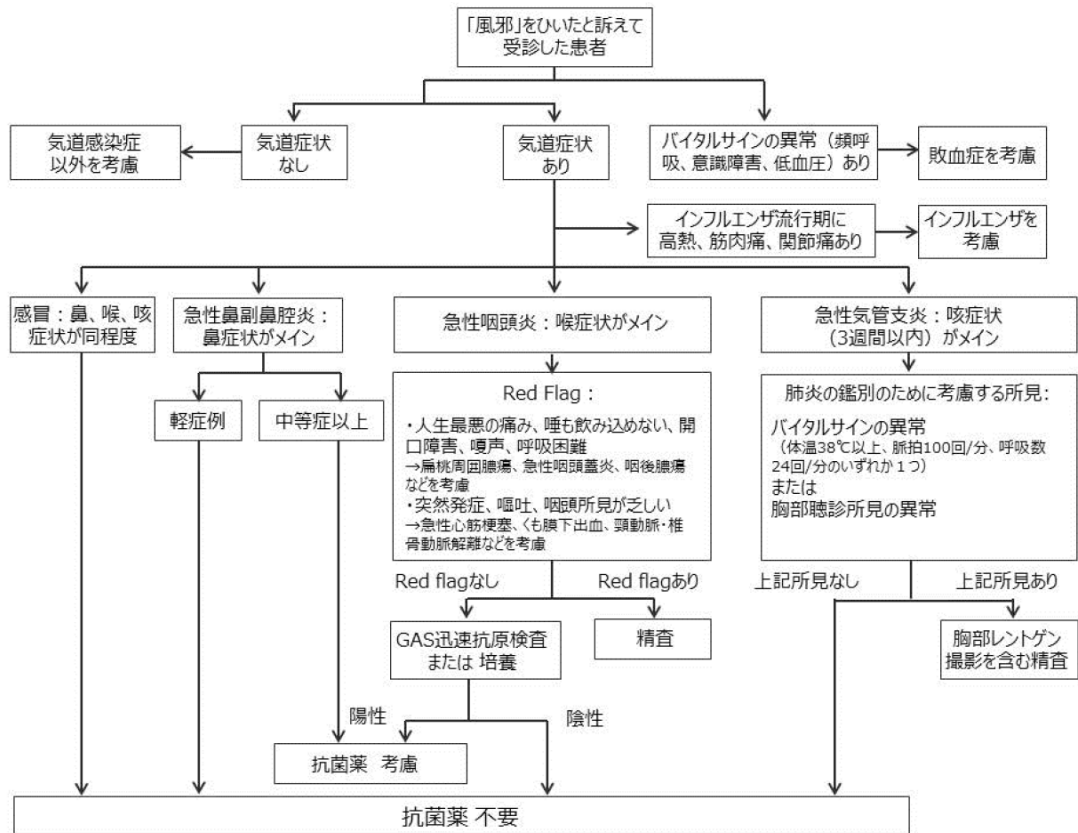 「風邪」をひいたと訴えて
受診した患者
気道感染症
以外を考慮
気道症状
なし
気道症状
あり
バイタルサインの異常（頻呼
吸、意識障害、低血圧）あり
敗血症を考慮
インフルエンザ流行期に
高熱、筋肉痛、関節痛あり
インフルエンザを
考慮
感冒：鼻、喉、咳
症状が同程度
急性鼻副鼻腔炎：
鼻症状がメイン
急性咽頭炎：喉症状がメイン
急性気管支炎：咳症状
（3週間以内）がメイン
軽症例
中等症以上
Red Flag：
・人生最悪の痛み、唾も飲み込めない、開
口障害、嗄声、呼吸困難
→扁桃周囲膿瘍、急性喉頭蓋炎、咽後膿瘍
などを考慮
・突然発症、嘔吐、咽頭所見が乏しい
→急性心筋梗塞、くも膜下出血、頸動脈・椎
骨動脈解離などを考慮
肺炎の鑑別のために考慮する所見：
バイタルサインの異常
（体温38℃以上、脈拍100回/分、呼吸数
24回/分のいずれか１つ）
または
胸部聴診所見の異常
Red flagなし
Red flagあり
上記所見なし
上記所見あり
GAS迅速抗原検査
または 培養
精査
胸部レントゲン
撮影を含む精査
陽性
陰性
抗菌薬 考慮
抗菌薬 不要